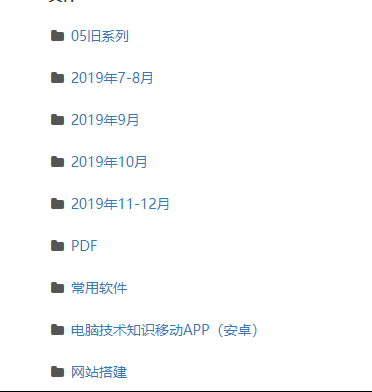 05旧系列
2019年7-8月
2019年9月
2019年10月
2019年11-12月
PDF
常用软件
电脑技术知识移动APP（安卓）
网站搭建